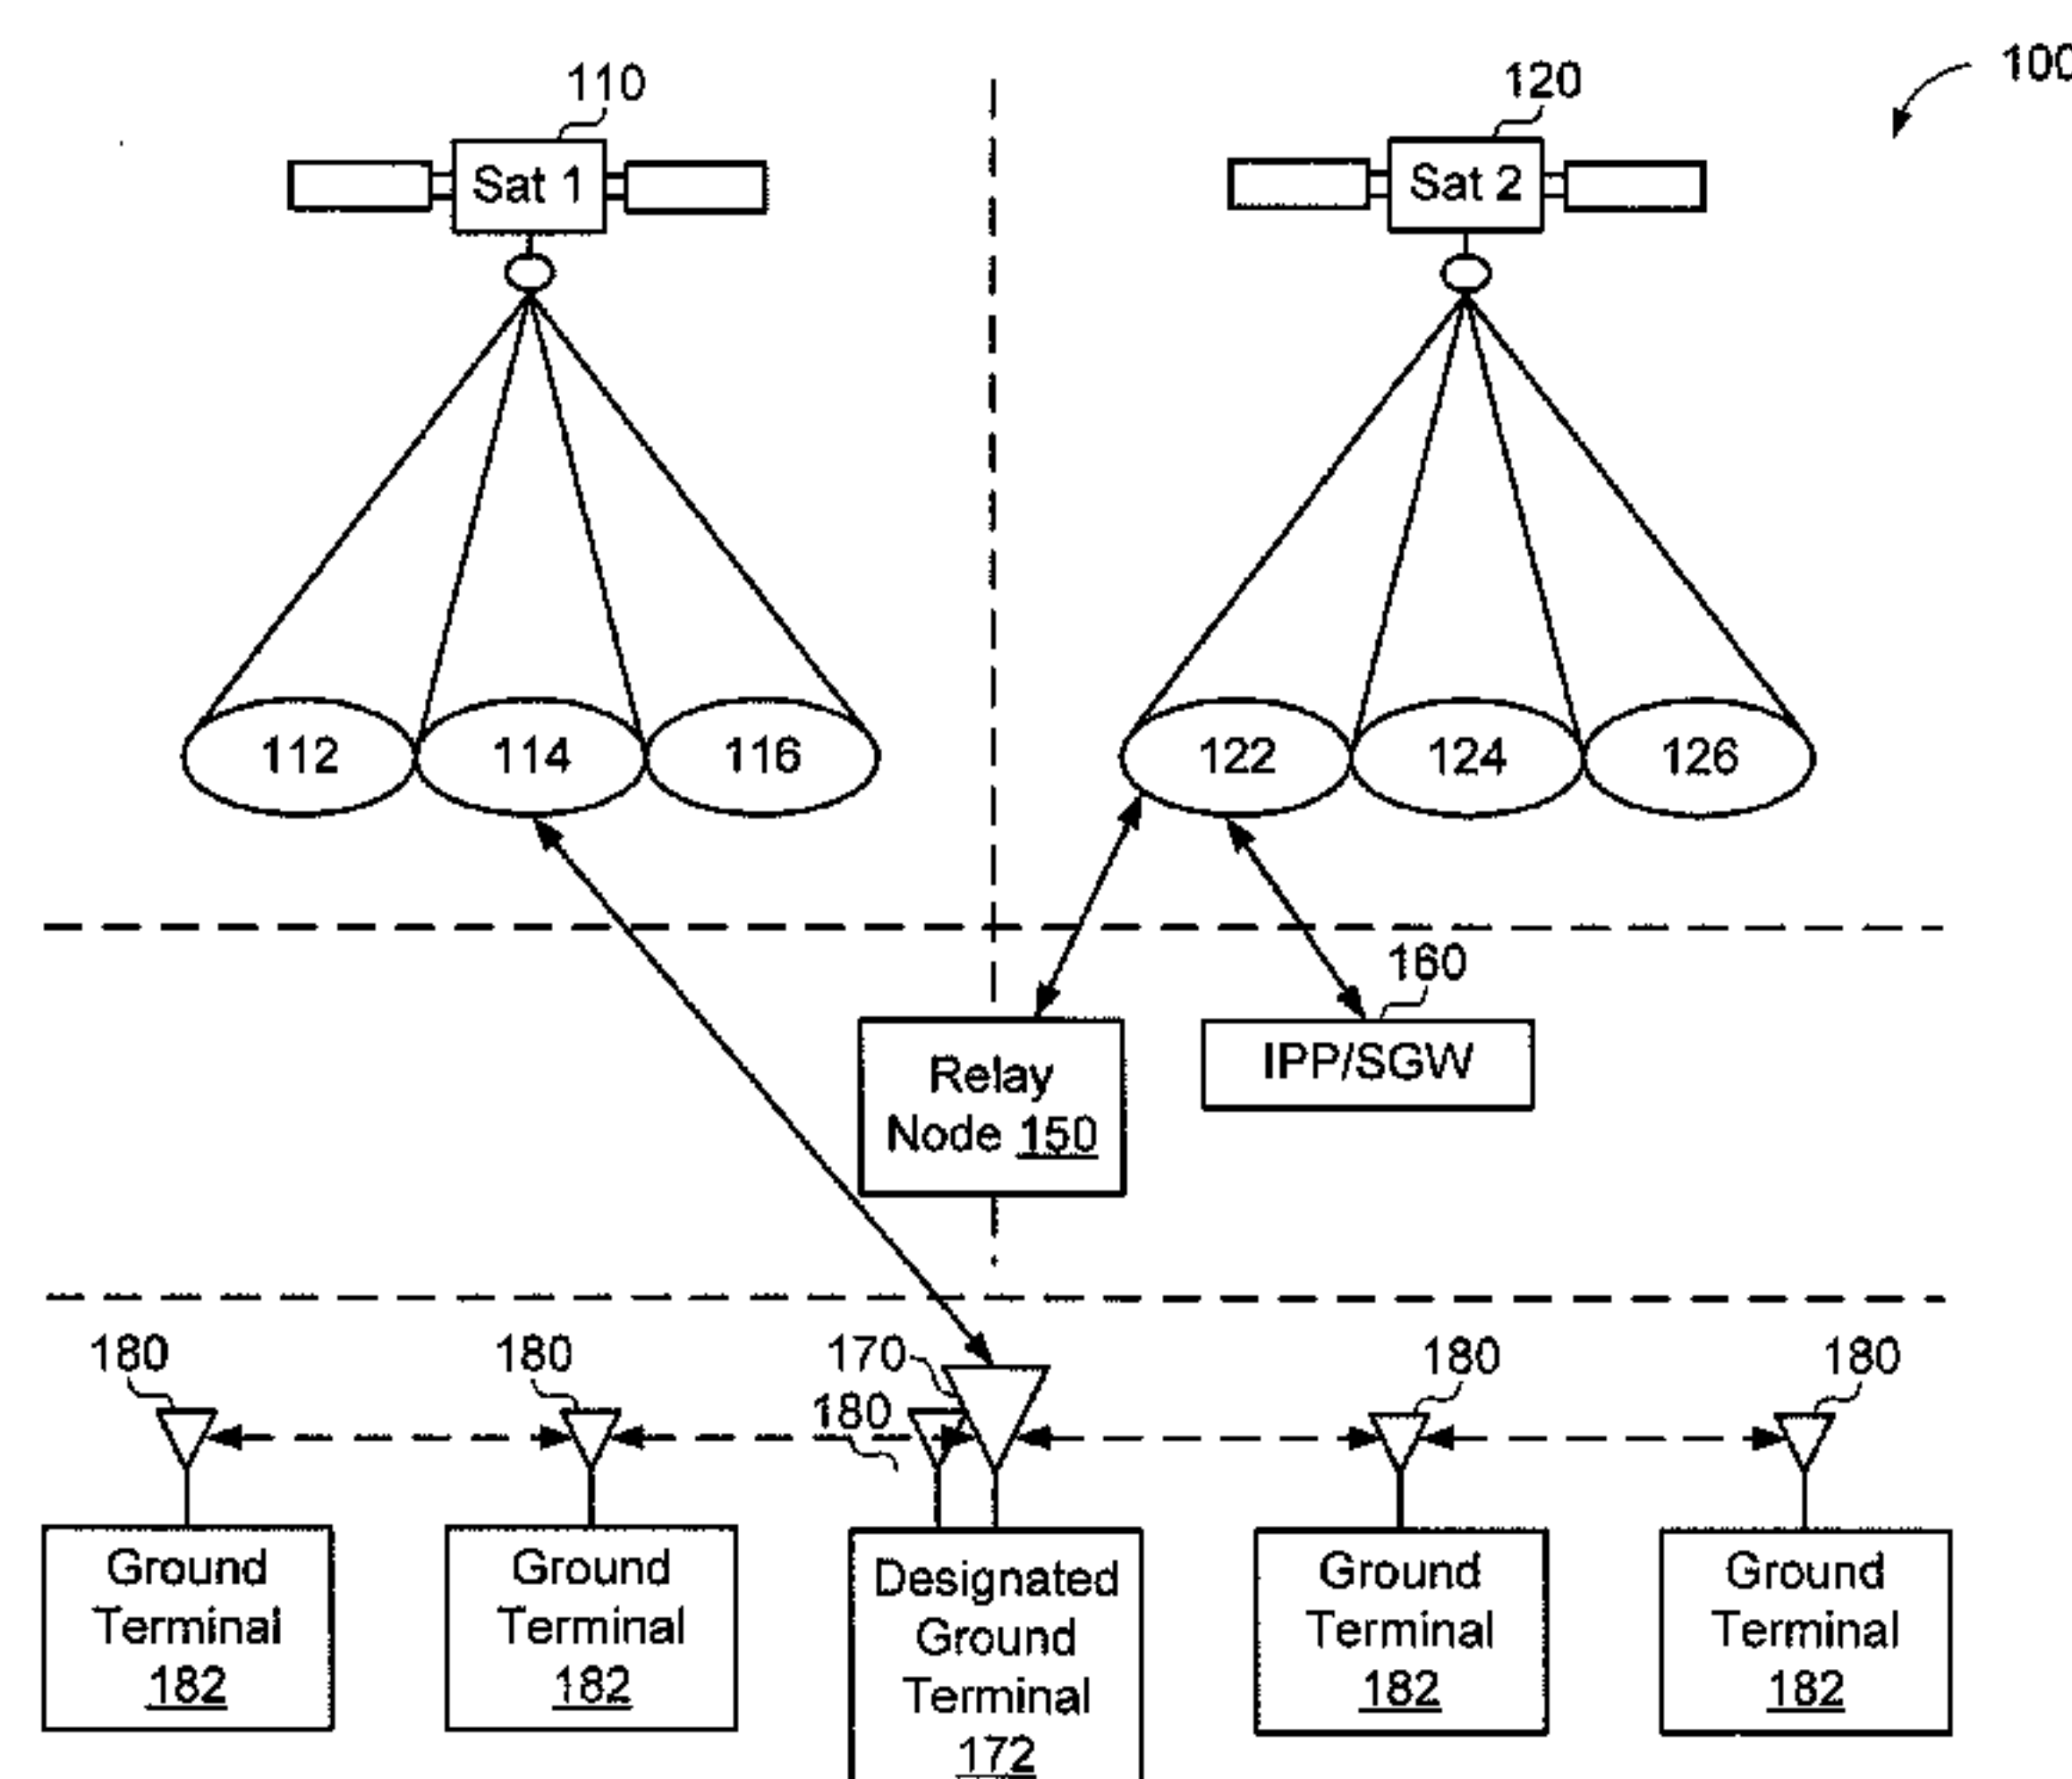 110
120
100
Sat 1
Sat 2
112
114
116
122
124
126
160
Relay
Node 150
IPP/SGW
180
180
170
180
180
180
Ground
Terminal
182
Ground
Terminal
182
Designated
Ground
Terminal
172
Ground
Terminal
182
Ground
Terminal
182